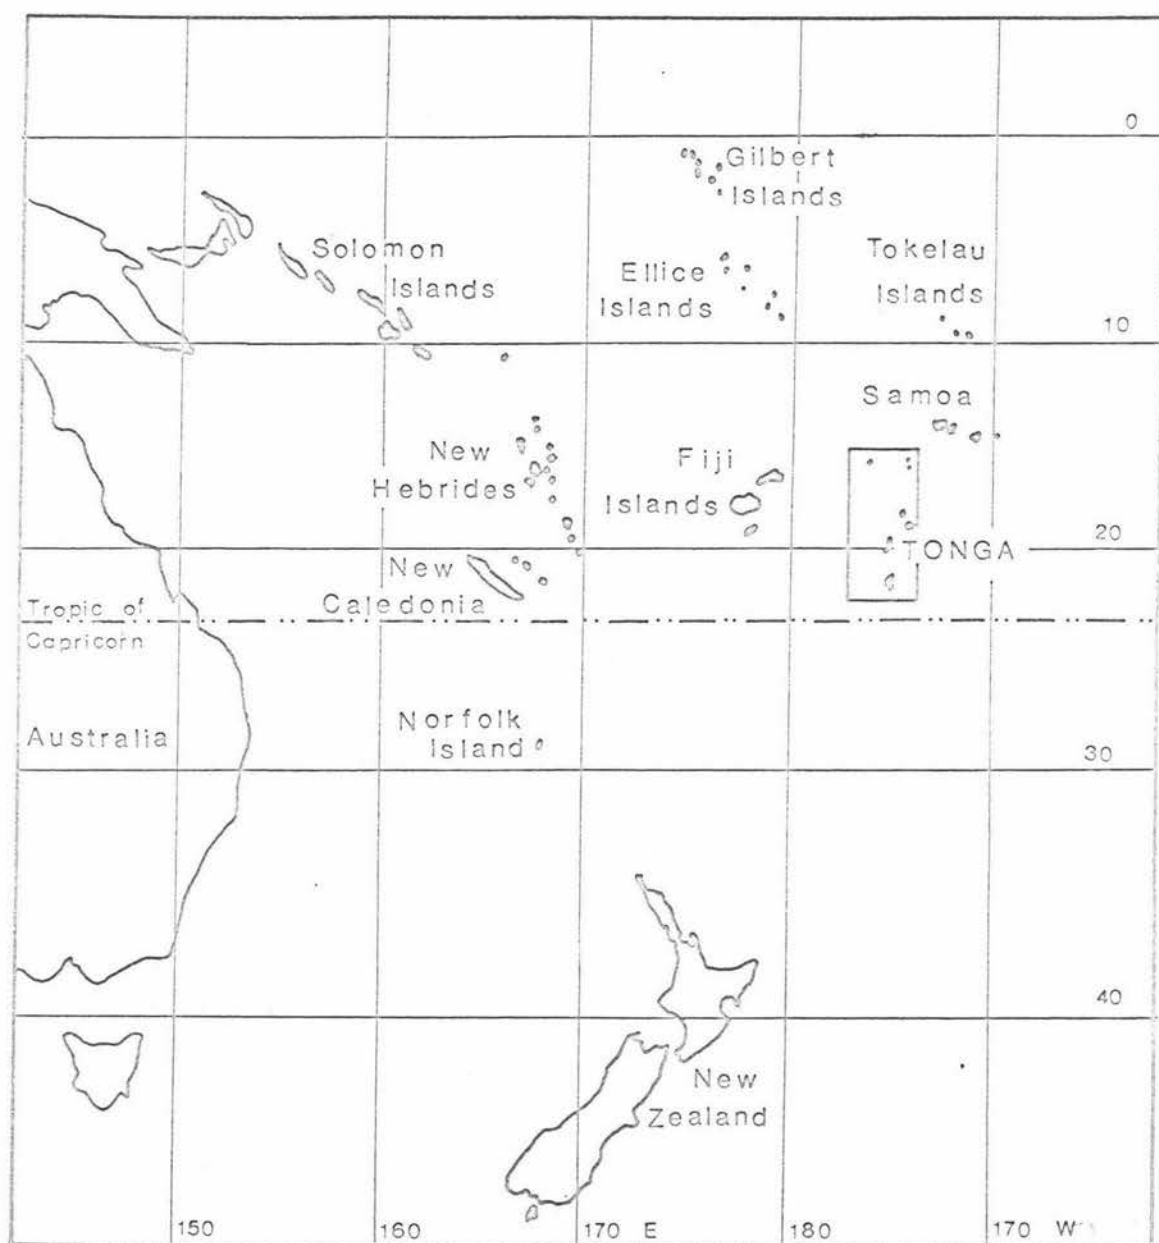 0
Gilbert
Islands
Solomon
Islands
Ellice
Islands
Tokelau
Islands
10
Samoa
New
Hebrides
Fiji
Islands
20
TONGA
New
Caledonia
Tropic of
Capricorn
Australia
Norfolk
Island
30
40
New
Zealand
150
160
170 E
180
170 W